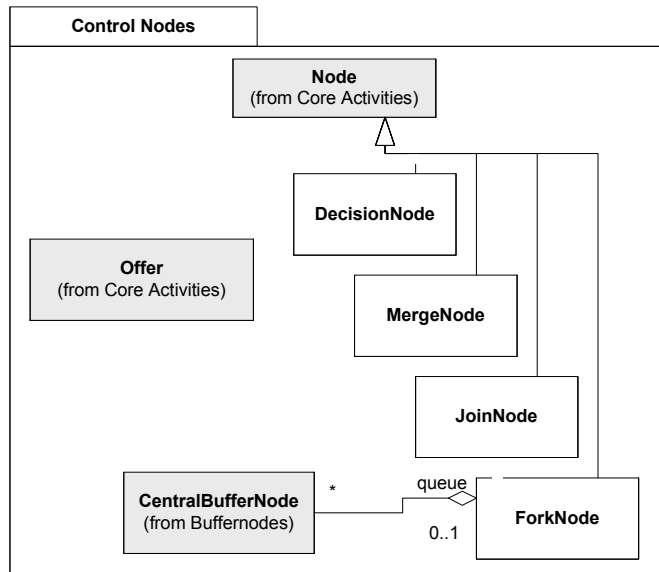 Control Nodes
Node
(from Core Activities)
DecisionNode
Offer
(from Core Activities)
MergeNode
JoinNode
CentralBufferNode
(from Buffernodes)
*
queue
0..1
ForkNode